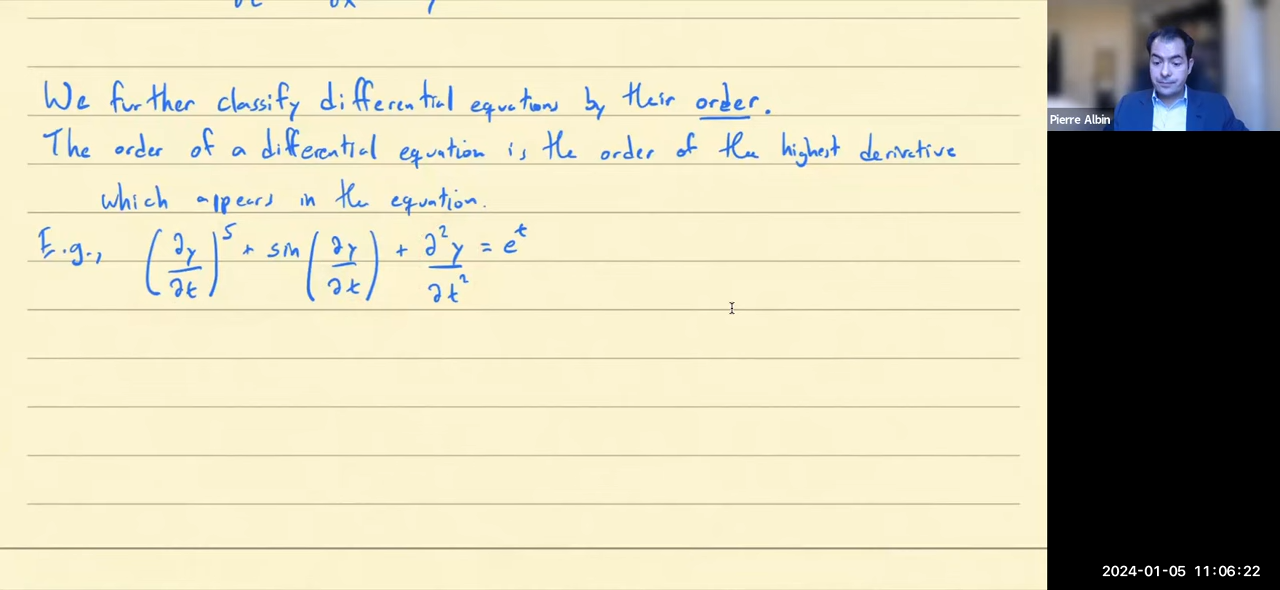 We further classify differential equations by their order.
The order of a differential equation is the order of the highest derivative
which appears in the equation.
E.g., (∂y/∂t)^5 + sin(∂y/∂t) + ∂²y/∂t² = e^t
Pierre Albin
2024-01-05 11:06:22